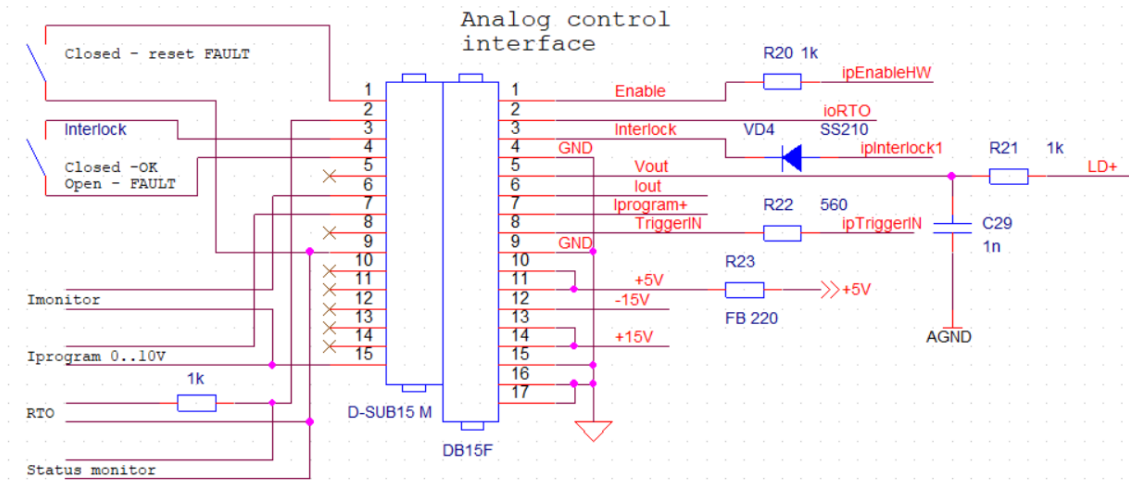 Analog control
interface
Closed - reset FAULT
Interlock
Closed -OK
Open - FAULT
Imonitor
Iprogram 0..10V
1k
RTO
Status monitor
1
2
3
4
5
6
7
8
9
10
11
12
13
14
15
D-SUB15 M
1
2
3
4
5
6
7
8
9
10
11
12
13
14
15
16
17
DB15F
Enable
R20 1k
ipEnableHW
ioRTO
Interlock
VD4
SS210
ipInterlock1
GND
Vout
R21
1k
LD+
Iout
Iprogram+
TriggerIN
R22
560
ipTriggerIN
C29
1n
GND
+5V
R23
+5V
FB 220
-15V
+15V
AGND